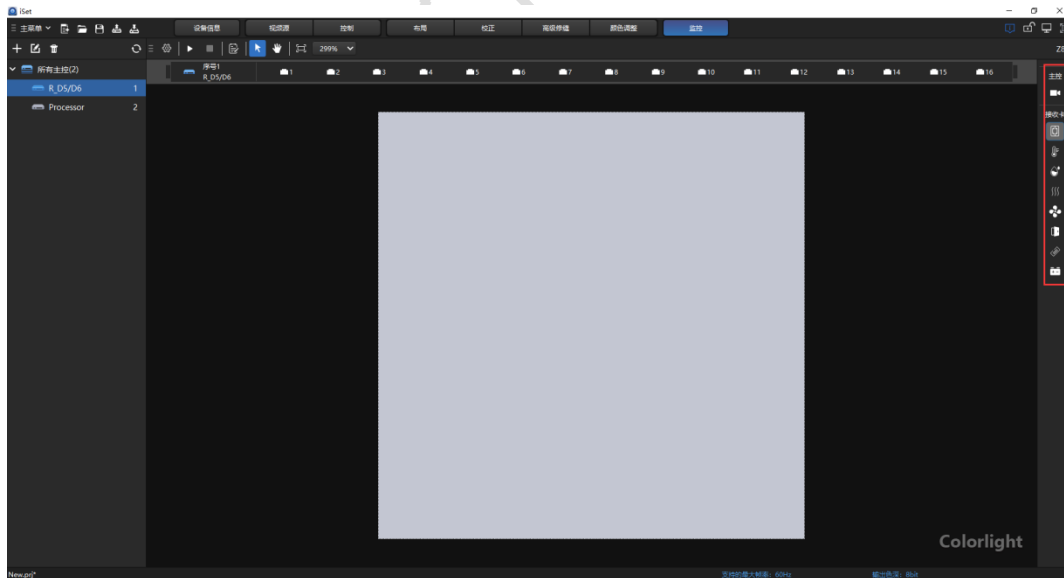 iSet
主菜单
设备信息 视频源 控制 布局 校正 高级修缝 颜色调整 监控
299%
所有主控(2)
序号1
R_D5/D6
1 2 3 4 5 6 7 8 9 10 11 12 13 14 15 16
主控
R_D5/D6 1
Processor 2
接收卡
Colorlight
New.prj*
支持的最大帧率: 60Hz 输出色深: 8bit